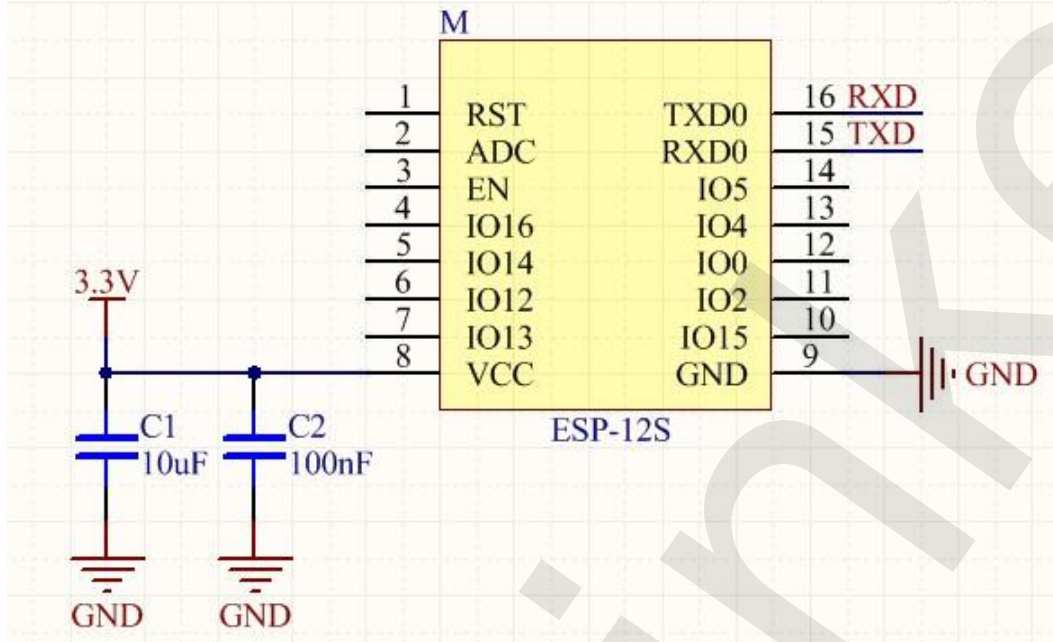 M
1 RST TXD0 16 RXD
2 ADC RXD0 15 TXD
3 EN IO5 14
4 IO16 IO4 13
5 IO14 IO0 12
6 IO12 IO2 11
7 IO13 IO15 10
8 VCC GND 9 GND
3.3V
ESP-12S
C1 C2
10uF 100nF
GND GND